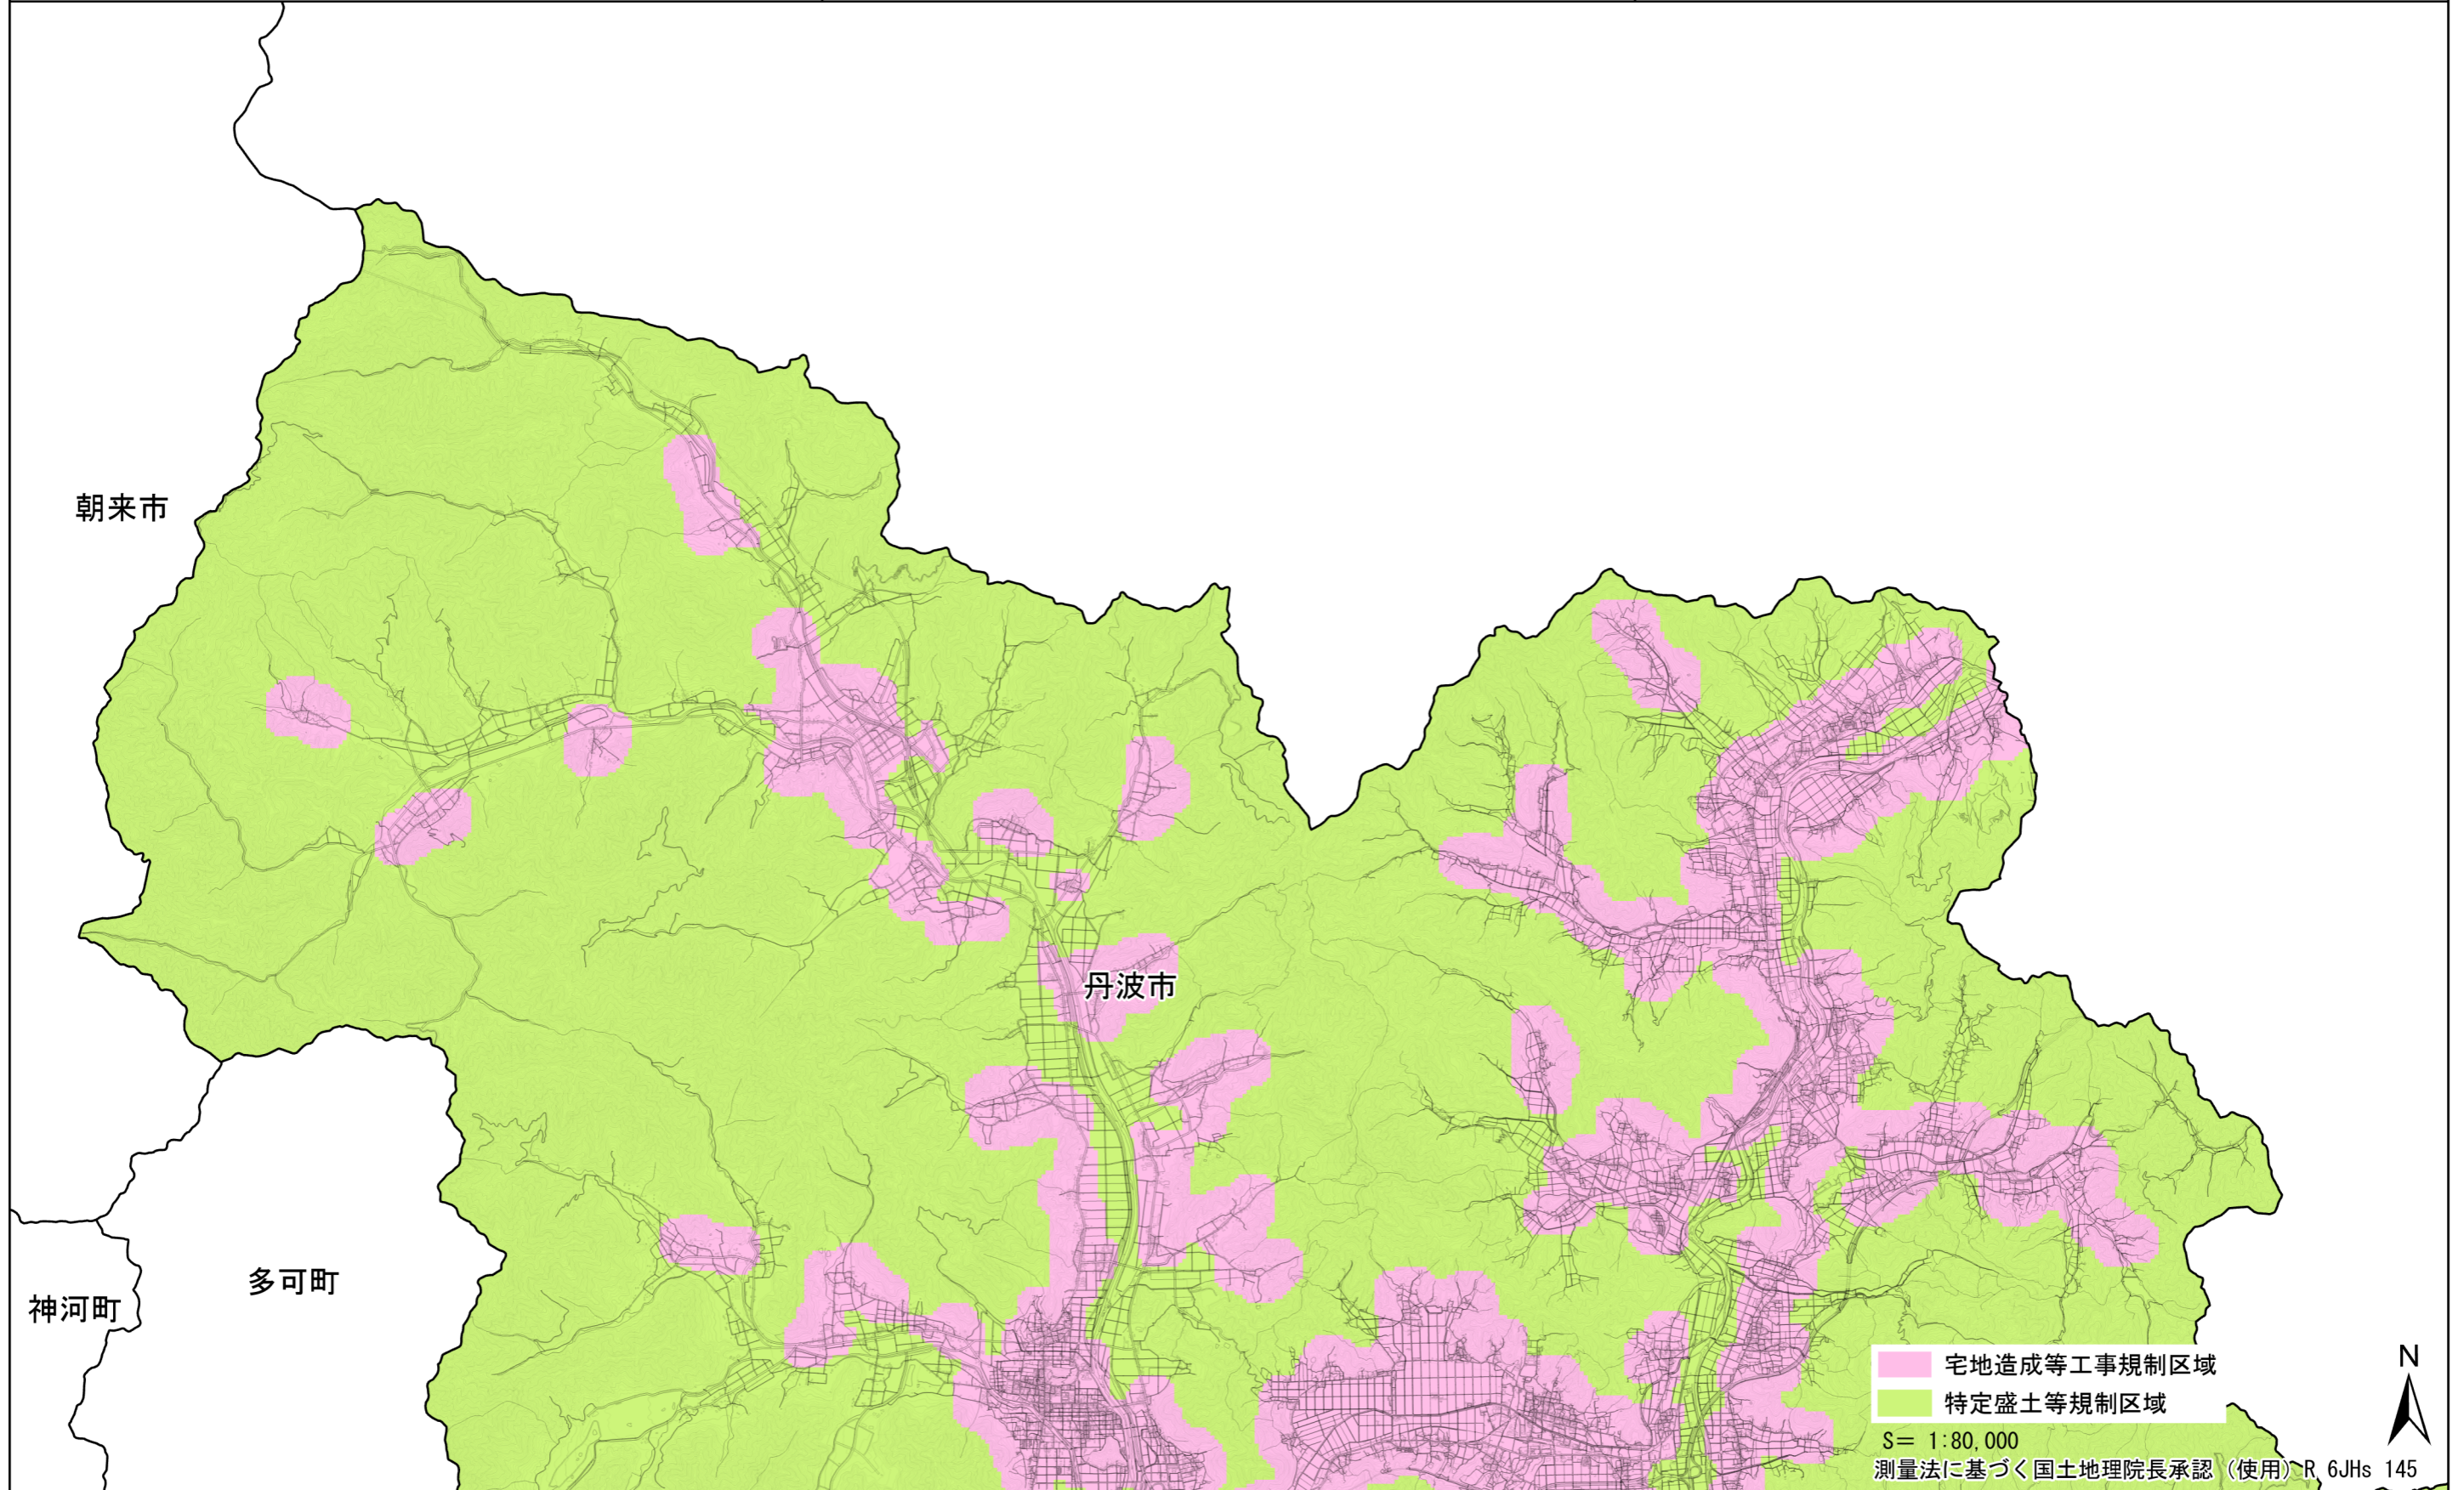 朝来市
丹波市
多可町
神河町
宅地造成等工事規制区域
特定盛土等規制区域
N
S= 1:80,000
測量法に基づく国土地理院長承認（使用）R 6JHs 145